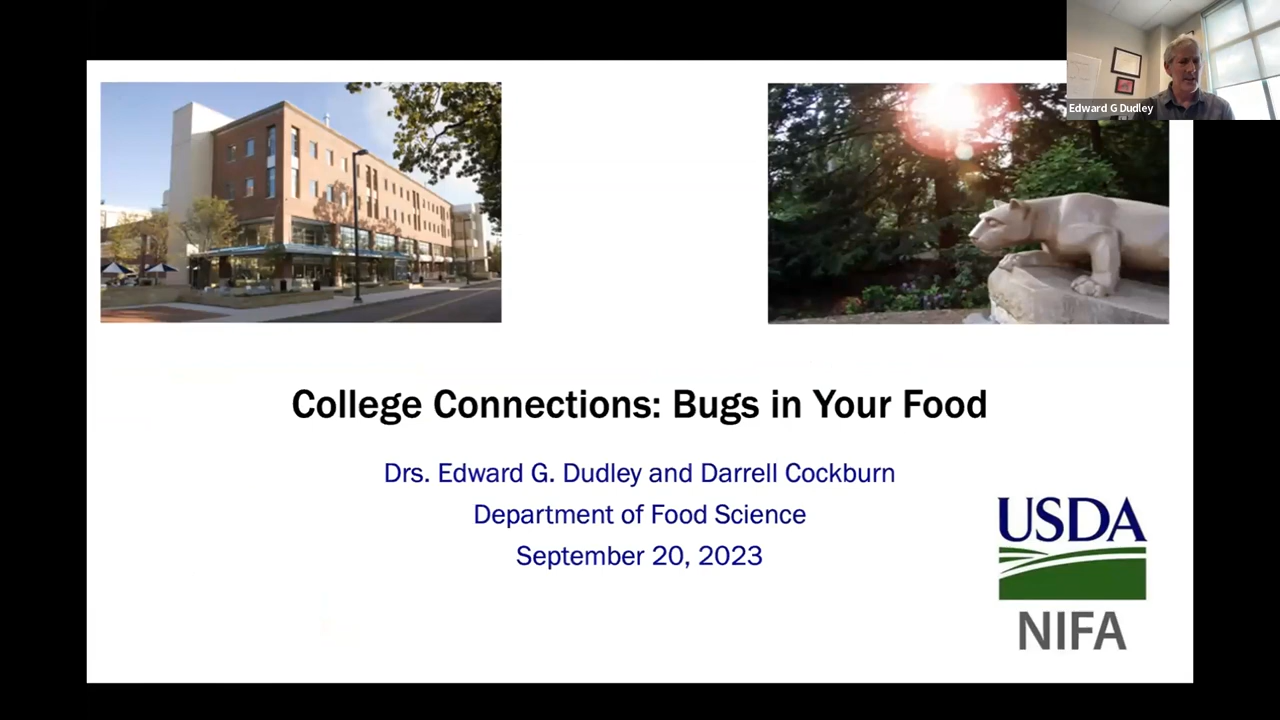 Edward G Dudley
College Connections: Bugs in Your Food
Drs. Edward G. Dudley and Darrell Cockburn
Department of Food Science
September 20, 2023
USDA
NIFA